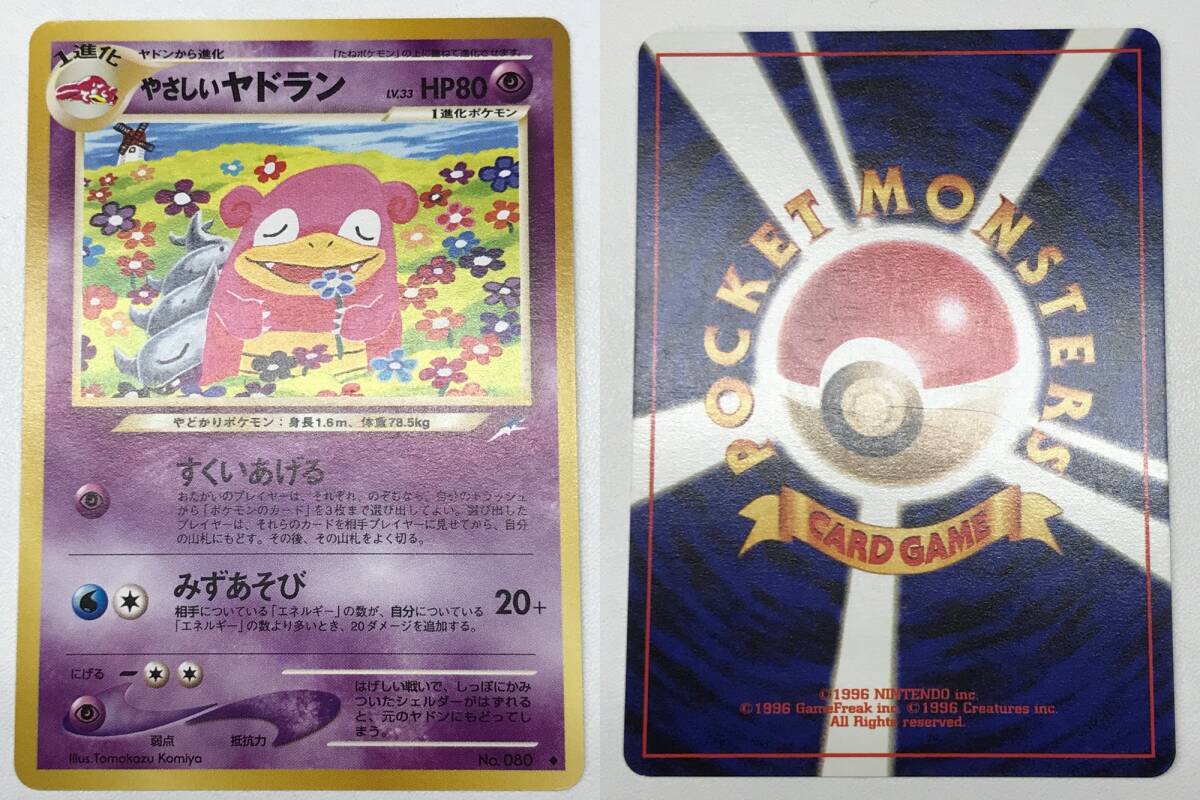 1進化
ヤドンから進化
「たねポケモン」の上に重ねて進化させます。
やさしいヤドラン
LV.33 HP80
1進化ポケモン
やどかりポケモン：身長1.6m、体重78.5kg
すくいあげる
おたがいのプレイヤーは、それぞれ、のぞむなら、自分のトラッシュ
から「ポケモンのカード」を3枚まで選び出してよい。選び出した
プレイヤーは、それらのカードを相手プレイヤーに見せてから、自分
の山札にもどす。その後、その山札をよく切る。
みずあそび
20+
相手についている「エネルギー」の数が、自分についている
「エネルギー」の数より多いとき、20ダメージを追加する。
にげる
はげしい戦いで、しっぽにかみ
ついたシェルダーがはずれる
と、元のヤドンにもどってし
まう。
弱点
抵抗力
Illus.Tomokazu Komiya
No. 080
POCKET MONSTERS
CARD GAME
©1996 NINTENDO inc.
©1996 GameFreak inc. ©1996 Creatures inc.
All Rights reserved.